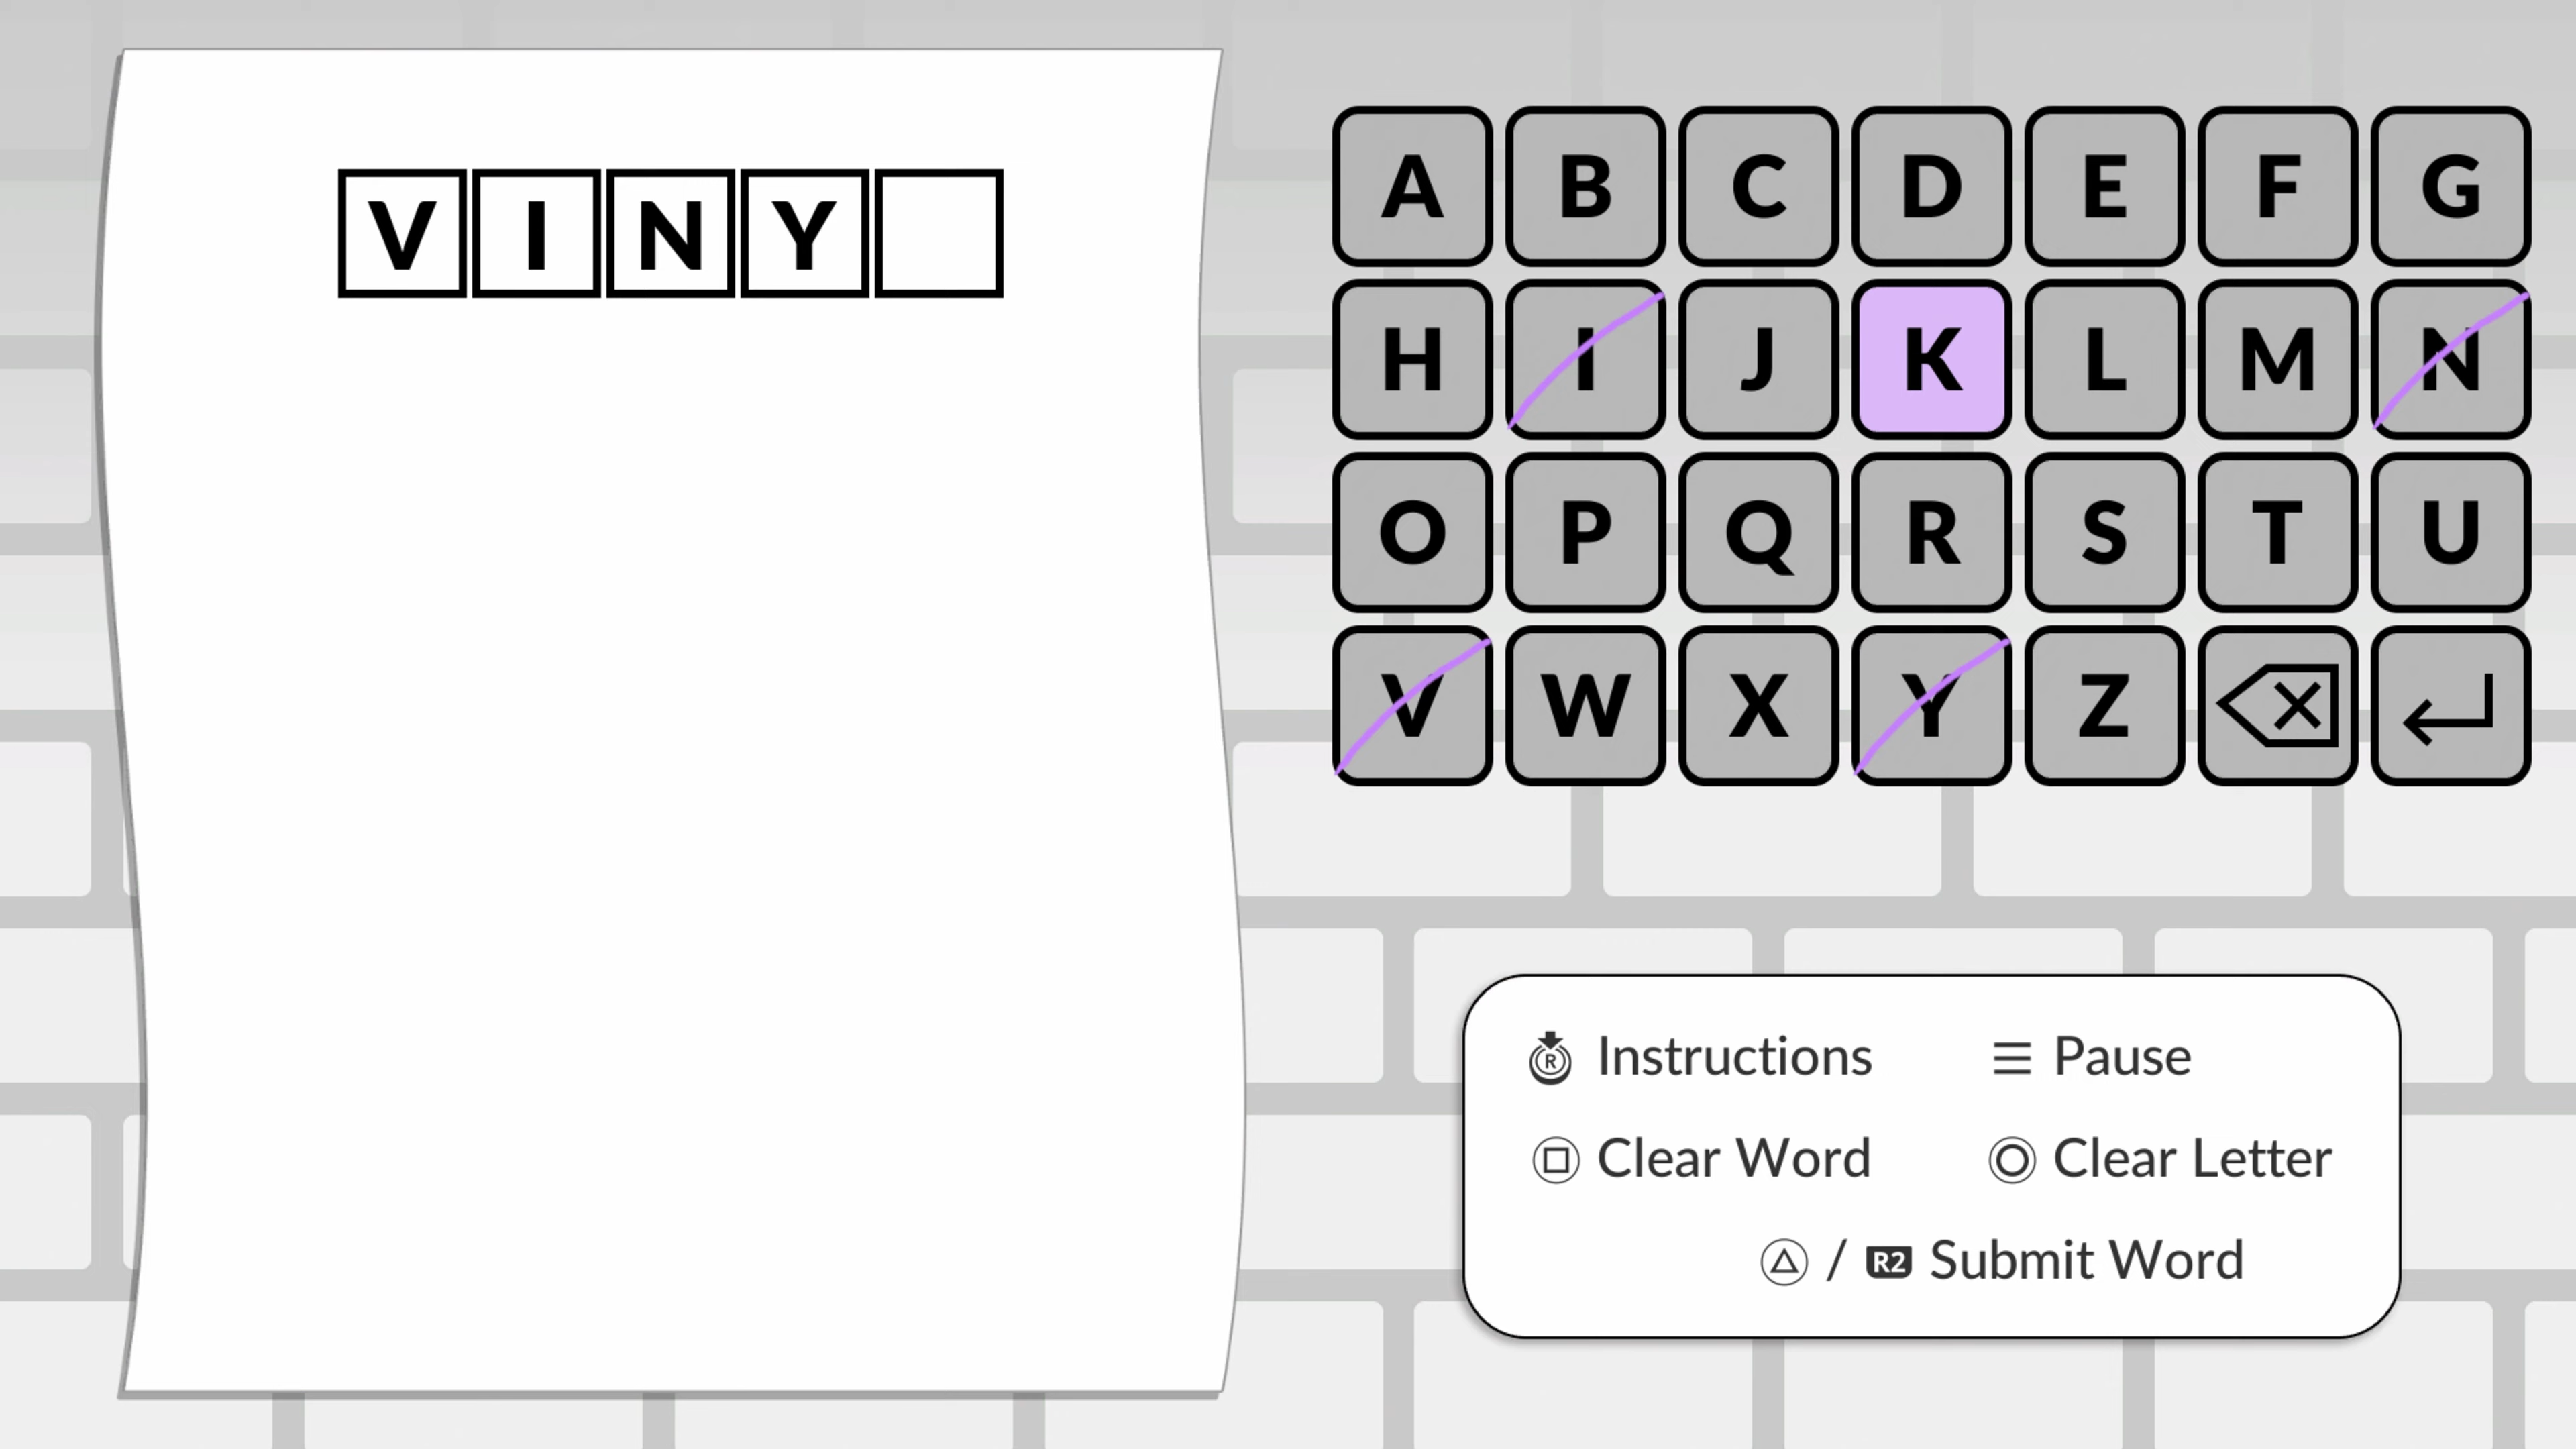 VINY
A B C D E F G
H I J K L M N
O P Q R S T U
V W X Y Z
R Instructions Pause
Clear Word Clear Letter
/ R2 Submit Word